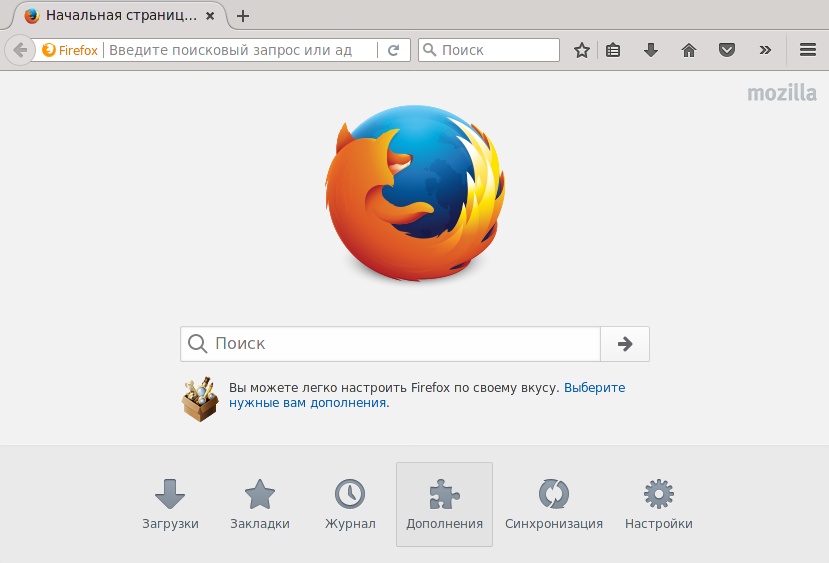 Начальная страниц...
Firefox
Введите поисковый запрос или ад
Поиск
mozilla
Поиск
Вы можете легко настроить Firefox по своему вкусу. Выберите
нужные вам дополнения.
Загрузки
Закладки
Журнал
Дополнения
Синхронизация
Настройки